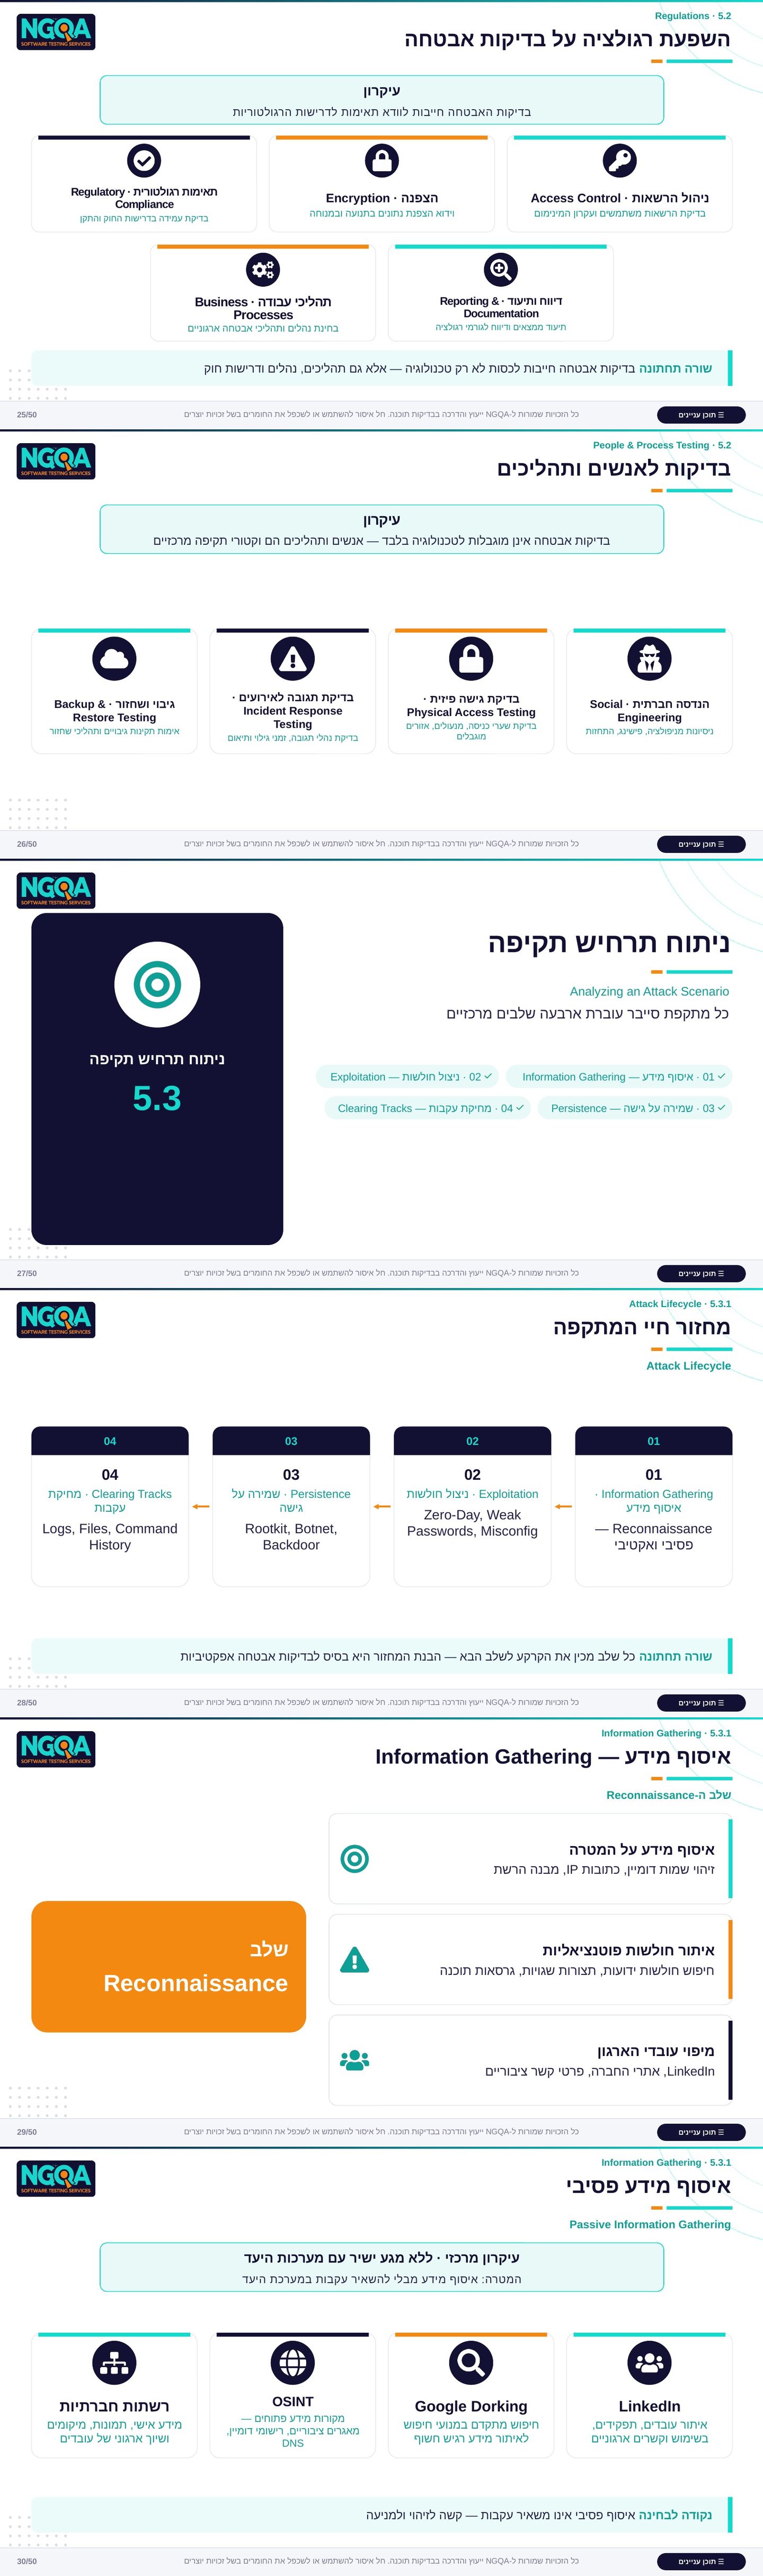 5.2 · Regulations
NGQA
SOFTWARE TESTING SERVICES
השפעת רגולציה על בדיקות אבטחה
עיקרון
בדיקות האבטחה חייבות לוודא תאימות לדרישות הרגולטוריות
ניהול הרשאות · Access Control
בדיקת הרשאות משתמשים ועקרון המינימום
הצפנה · Encryption
וידוא הצפנת נתונים בתנועה ובמנוחה
תאימות רגולטורית · Regulatory
Compliance
בדיקת עמידה בדרישות החוק והתקן
דיווח ותיעוד · Reporting &
Documentation
תיעוד ממצאים ודיווח לגורמי רגולציה
תהליכי עבודה · Business
Processes
בחינת נהלים ותהליכי אבטחה ארגוניים
שורה תחתונה בדיקות אבטחה חייבות לכסות לא רק טכנולוגיה — אלא גם תהליכים, נהלים ודרישות חוק
☰ תוכן עניינים
כל הזכויות שמורות ל-NGQA ייעוץ והדרכה בבדיקות תוכנה. חל איסור להשתמש או לשכפל את החומרים בשל זכויות יוצרים
25/50
5.2 · People & Process Testing
NGQA
SOFTWARE TESTING SERVICES
בדיקות לאנשים ותהליכים
עיקרון
בדיקות אבטחה אינן מוגבלות לטכנולוגיה בלבד — אנשים ותהליכים הם וקטורי תקיפה מרכזיים
הנדסה חברתית · Social
Engineering
ניסיונות מניפולציה, פישינג, התחזות
בדיקת גישה פיזית ·
Physical Access Testing
בדיקת שערי כניסה, מנעולים, אזורים
מוגבלים
בדיקת תגובה לאירועים ·
Incident Response
Testing
בדיקת נהלי תגובה, זמני גילוי ותיאום
גיבוי ושחזור · Backup &
Restore Testing
אימות תקינות גיבויים ותהליכי שחזור
☰ תוכן עניינים
כל הזכויות שמורות ל-NGQA ייעוץ והדרכה בבדיקות תוכנה. חל איסור להשתמש או לשכפל את החומרים בשל זכויות יוצרים
26/50
NGQA
SOFTWARE TESTING SERVICES
ניתוח תרחיש תקיפה
Analyzing an Attack Scenario
כל מתקפת סייבר עוברת ארבעה שלבים מרכזיים
✓ 01 · איסוף מידע — Information Gathering
✓ 02 · ניצול חולשות — Exploitation
✓ 03 · שמירה על גישה — Persistence
✓ 04 · מחיקת עקבות — Clearing Tracks
ניתוח תרחיש תקיפה
5.3
☰ תוכן עניינים
כל הזכויות שמורות ל-NGQA ייעוץ והדרכה בבדיקות תוכנה. חל איסור להשתמש או לשכפל את החומרים בשל זכויות יוצרים
27/50
5.3.1 · Attack Lifecycle
NGQA
SOFTWARE TESTING SERVICES
מחזור חיי המתקפה
Attack Lifecycle
01
01
Information Gathering ·
איסוף מידע
Reconnaissance —
פסיבי ואקטיבי
02
02
Exploitation · ניצול חולשות
Zero-Day, Weak
Passwords, Misconfig
03
03
Persistence · שמירה על
גישה
Rootkit, Botnet,
Backdoor
04
04
Clearing Tracks · מחיקת
עקבות
Logs, Files, Command
History
שורה תחתונה כל שלב מכין את הקרקע לשלב הבא — הבנת המחזור היא בסיס לבדיקות אבטחה אפקטיביות
☰ תוכן עניינים
כל הזכויות שמורות ל-NGQA ייעוץ והדרכה בבדיקות תוכנה. חל איסור להשתמש או לשכפל את החומרים בשל זכויות יוצרים
28/50
5.3.1 · Information Gathering
NGQA
SOFTWARE TESTING SERVICES
איסוף מידע — Information Gathering
שלב ה-Reconnaissance
איסוף מידע על המטרה
זיהוי שמות דומיין, כתובות IP, מבנה הרשת
איתור חולשות פוטנציאליות
חיפוש חולשות ידועות, תצורות שגויות, גרסאות תוכנה
מיפוי עובדי הארגון
LinkedIn, אתרי החברה, פרטי קשר ציבוריים
שלב
Reconnaissance
☰ תוכן עניינים
כל הזכויות שמורות ל-NGQA ייעוץ והדרכה בבדיקות תוכנה. חל איסור להשתמש או לשכפל את החומרים בשל זכויות יוצרים
29/50
5.3.1 · Information Gathering
NGQA
SOFTWARE TESTING SERVICES
איסוף מידע פסיבי
Passive Information Gathering
עיקרון מרכזי · ללא מגע ישיר עם מערכות היעד
המטרה: איסוף מידע מבלי להשאיר עקבות במערכת היעד
LinkedIn
איתור עובדים, תפקידים,
בשימוש וקשרים ארגוניים
Google Dorking
חיפוש מתקדם במנועי חיפוש
לאיתור מידע רגיש חשוף
OSINT
מקורות מידע פתוחים —
מאגרים ציבוריים, רישומי דומיין,
DNS
רשתות חברתיות
מידע אישי, תמונות, מיקומים
ושיוך ארגוני של עובדים
נקודה לבחינה איסוף פסיבי אינו משאיר עקבות — קשה לזיהוי ולמניעה
☰ תוכן עניינים
כל הזכויות שמורות ל-NGQA ייעוץ והדרכה בבדיקות תוכנה. חל איסור להשתמש או לשכפל את החומרים בשל זכויות יוצרים
30/50